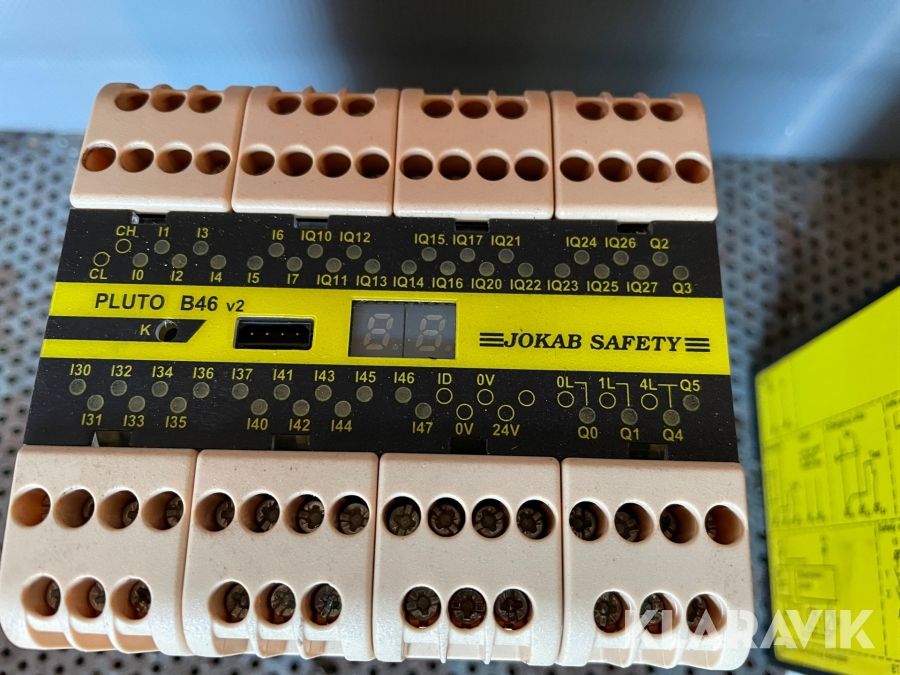 CH I1 I3 I6 IQ10 IQ12 IQ15 IQ17 IQ21 IQ24 IQ26 Q2
CL I0 I2 I4 I5 I7 IQ11 IQ13 IQ14 IQ16 IQ20 IQ22 IQ23 IQ25 IQ27 Q3
PLUTO B46 v2
K
JOKAB SAFETY
I30 I32 I34 I36 I37 I41 I43 I45 I46 ID 0V 0L 1L 4L Q5
I31 I33 I35 I40 I42 I44 I47 0V 24V Q0 Q1 Q4
KLARAVIK